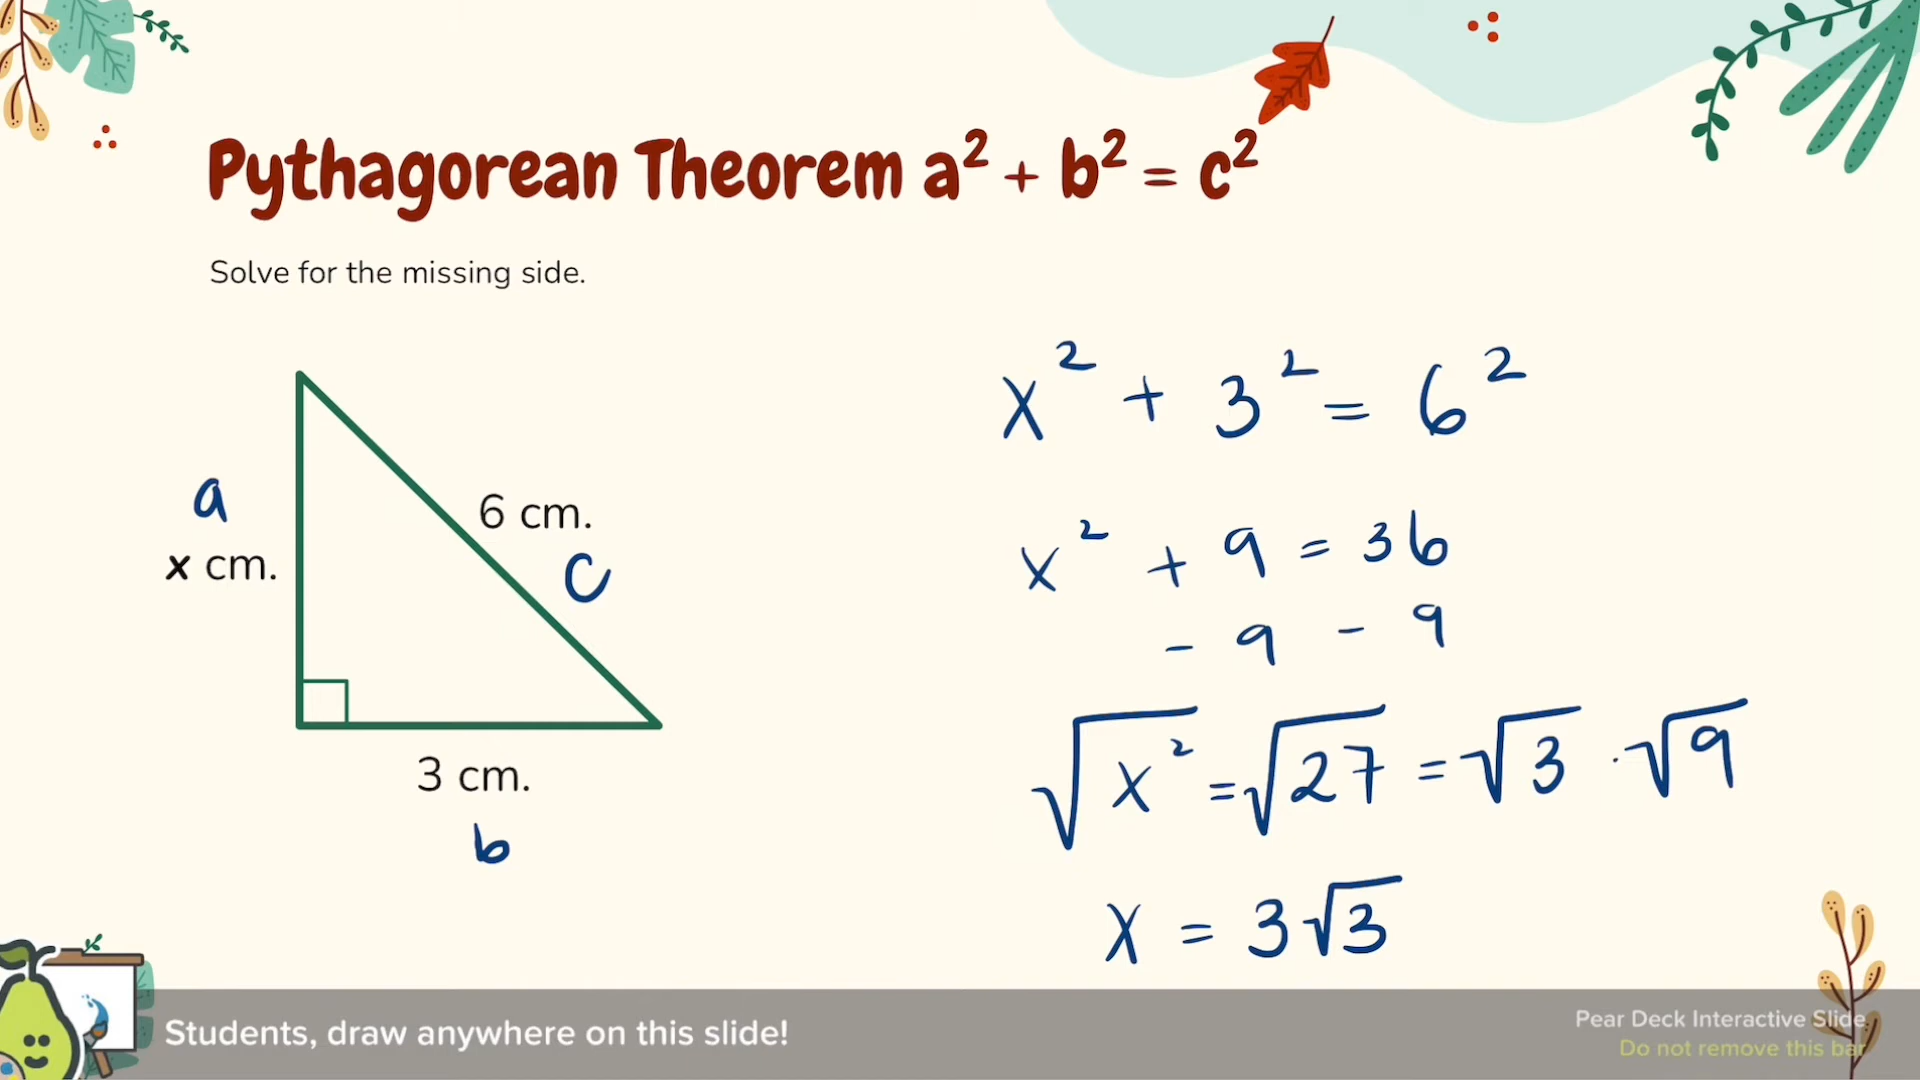 Pythagorean Theorem a² + b² = c²
Solve for the missing side.
a
x cm.
6 cm.
c
3 cm.
b
x² + 3² = 6²
x² + 9 = 36
- 9 - 9
√x² = √27 = √3 · √9
x = 3√3
Students, draw anywhere on this slide!
Pear Deck Interactive Slide
Do not remove this bar